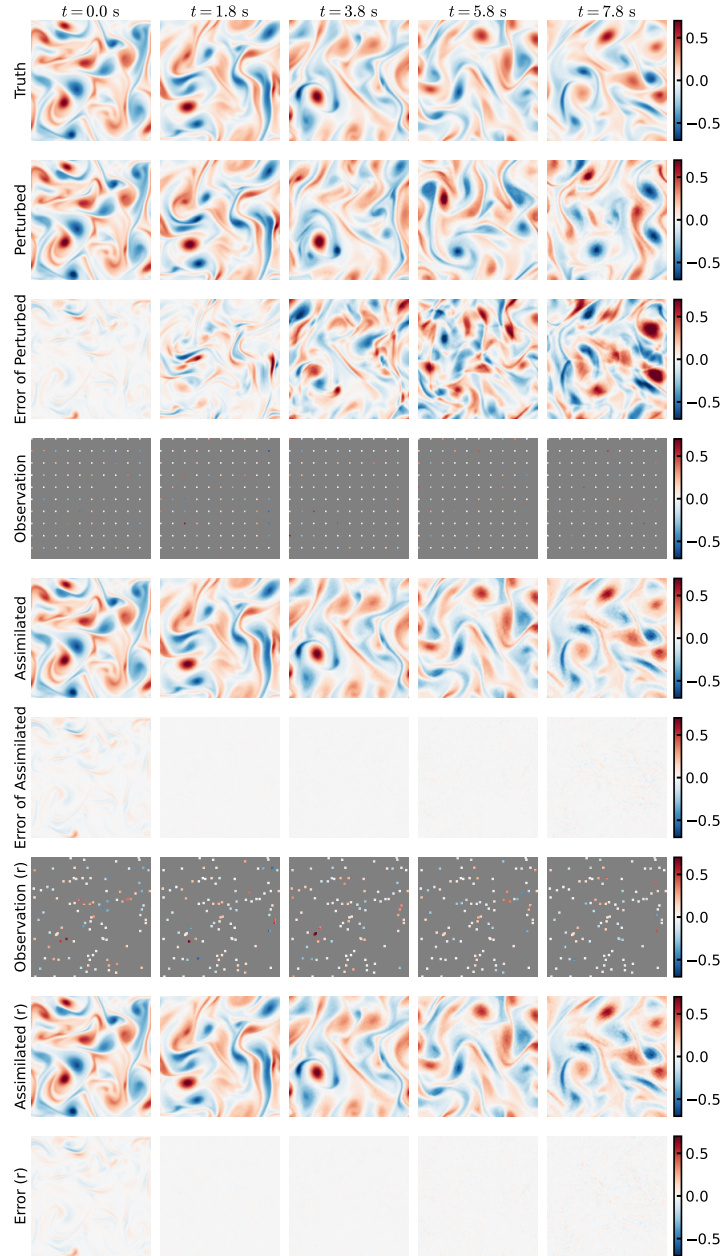 t = 0.0 s t = 1.8 s t = 3.8 s t = 5.8 s t = 7.8 s
Truth
0.5
0.0
−0.5
Perturbed
0.5
0.0
−0.5
Error of Perturbed
0.5
0.0
−0.5
Observation
0.5
0.0
−0.5
Assimilated
0.5
0.0
−0.5
Error of Assimilated
0.5
0.0
−0.5
Observation (r)
0.5
0.0
−0.5
Assimilated (r)
0.5
0.0
−0.5
Error (r)
0.5
0.0
−0.5